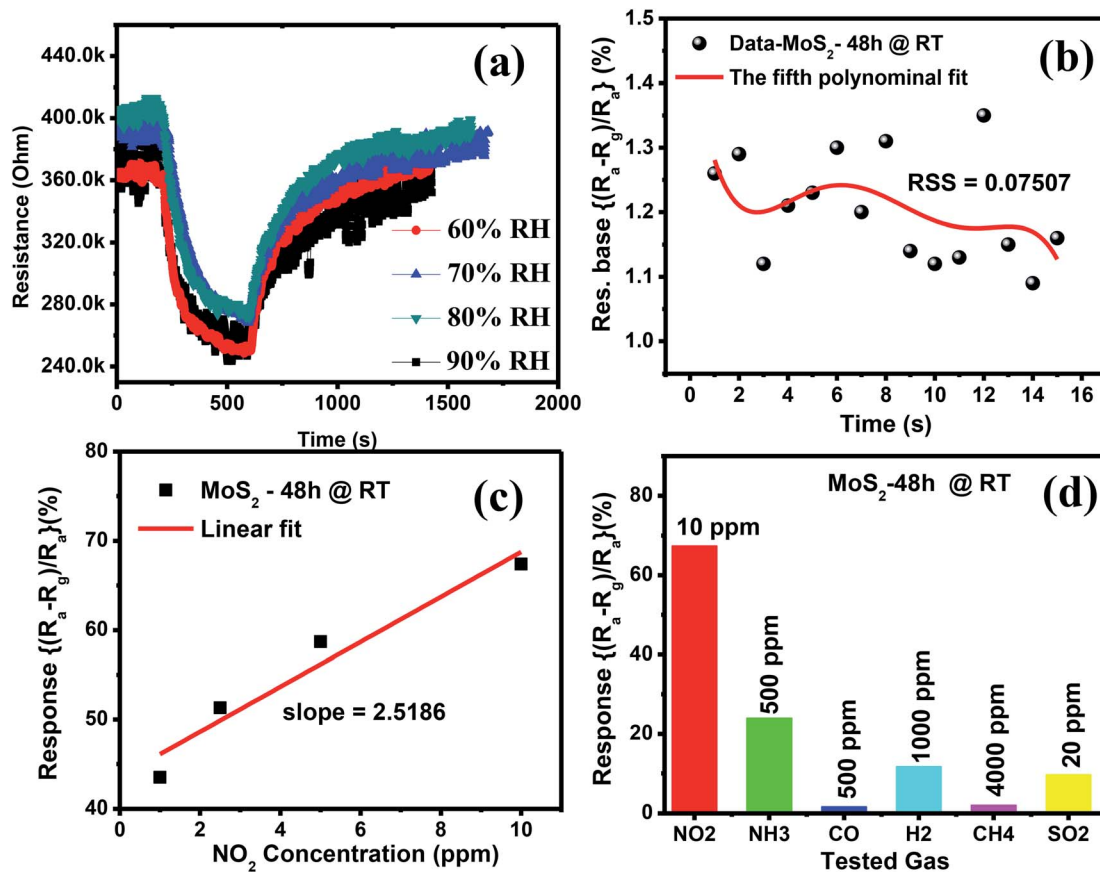 (a)
440.0k
400.0k
360.0k
320.0k
280.0k
240.0k
Resistance (Ohm)
60% RH
70% RH
80% RH
90% RH
0 500 1000 1500 2000
Time (s)
(b)
1.5
1.4
1.3
1.2
1.1
1.0
Res. base {(Rₐ-R_g)/Rₐ} (%)
Data-MoS₂- 48h @ RT
The fifth polynominal fit
RSS = 0.07507
0 2 4 6 8 10 12 14 16
Time (s)
(c)
80
70
60
50
40
Response {(Rₐ-R_g)/Rₐ}(%)
MoS₂ - 48h @ RT
Linear fit
slope = 2.5186
0 2 4 6 8 10
NO₂ Concentration (ppm)
(d)
MoS₂-48h @ RT
80
60
40
20
0
Response {(Rₐ-R_g)/Rₐ}(%)
10 ppm
500 ppm
500 ppm
1000 ppm
4000 ppm
20 ppm
NO2 NH3 CO H2 CH4 SO2
Tested Gas